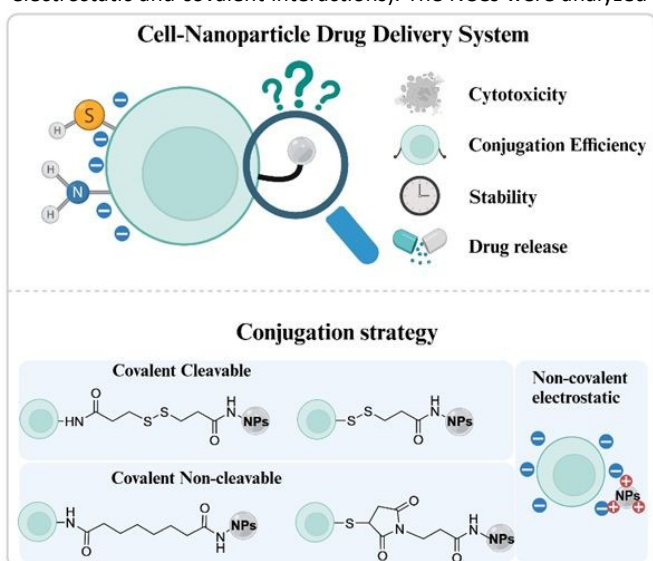 Cell-Nanoparticle Drug Delivery System
???
Cytotoxicity
S
H
Conjugation Efficiency
H
N
H
Stability
Drug release
Conjugation strategy
Covalent Cleavable
Non-covalent
electrostatic
O
HN
S
S
O
H
N
NPs
S
S
O
H
N
NPs
Covalent Non-cleavable
H
N
O
O
N
H
NPs
S
O
O
N
O
H
N
NPs
NPs